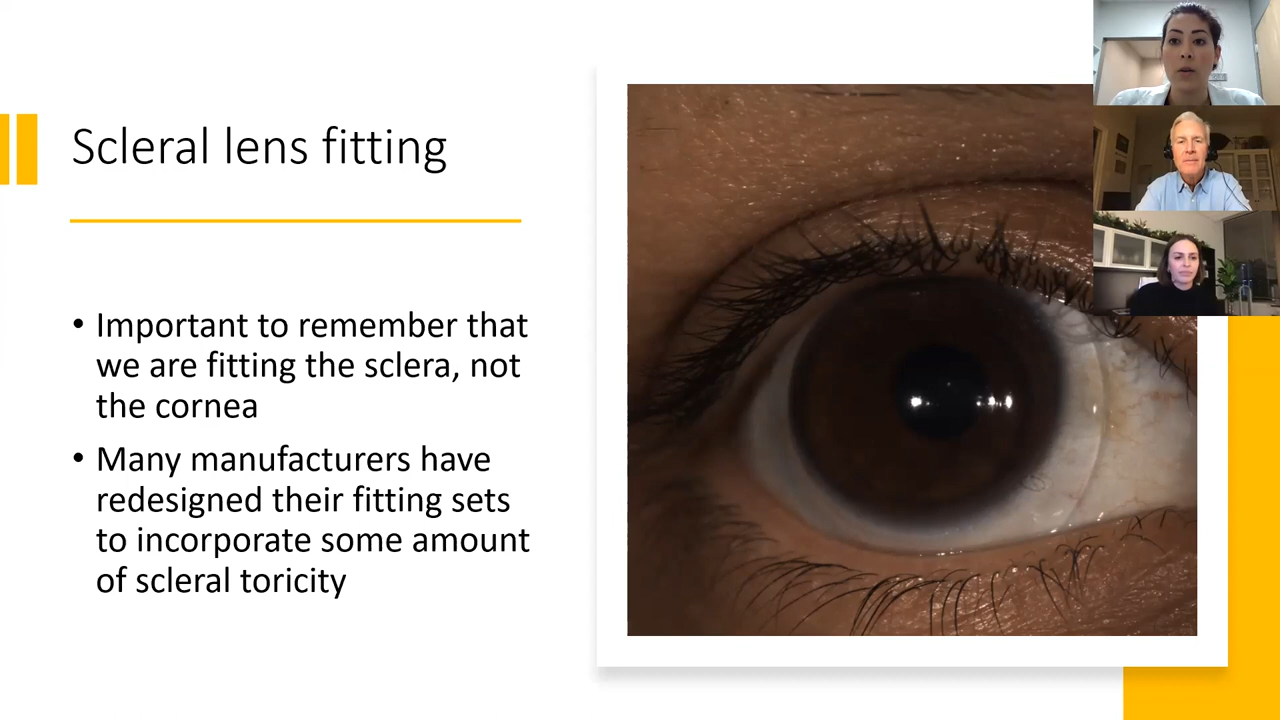 Scleral lens fitting
• Important to remember that
we are fitting the sclera, not
the cornea
• Many manufacturers have
redesigned their fitting sets
to incorporate some amount
of scleral toricity